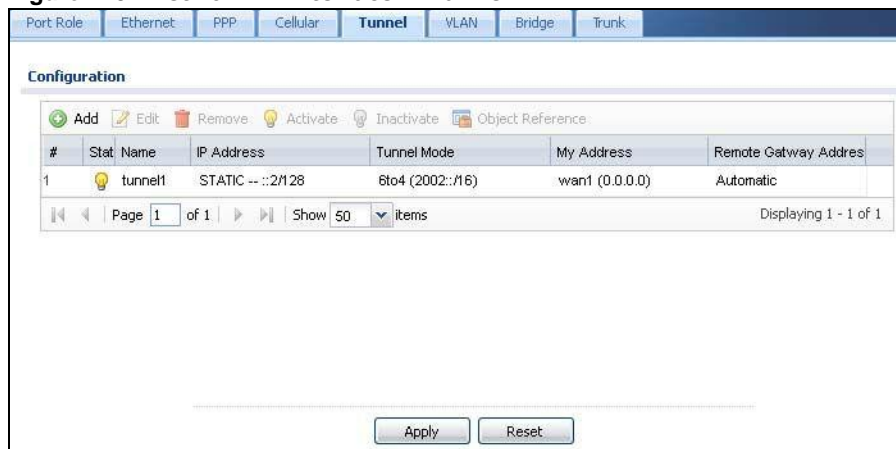 Port Role Ethernet PPP Cellular Tunnel VLAN Bridge Trunk
Configuration
Add Edit Remove Activate Inactivate Object Reference
# Stat Name IP Address Tunnel Mode My Address Remote Gatway Addres
1 tunnel1 STATIC -- ::2/128 6to4 (2002::/16) wan1 (0.0.0.0) Automatic
Page 1 of 1 Show 50 items Displaying 1 - 1 of 1
Apply Reset